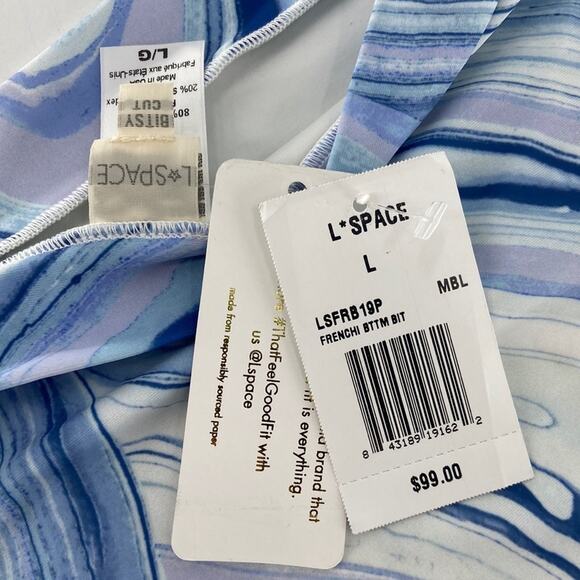 L/G
Fabriqué aux États-Unis
Made in USA
20%
80%
BITSY
CUT
L*SPACE
#ThatFeelGoodFit with
us @Lspace
made from responsibly sourced paper
brand that
fit is everything.
L*SPACE
L
MBL
LSFRB19P
FRENCHI BTTM BIT
8 43189 19162 2
$99.00